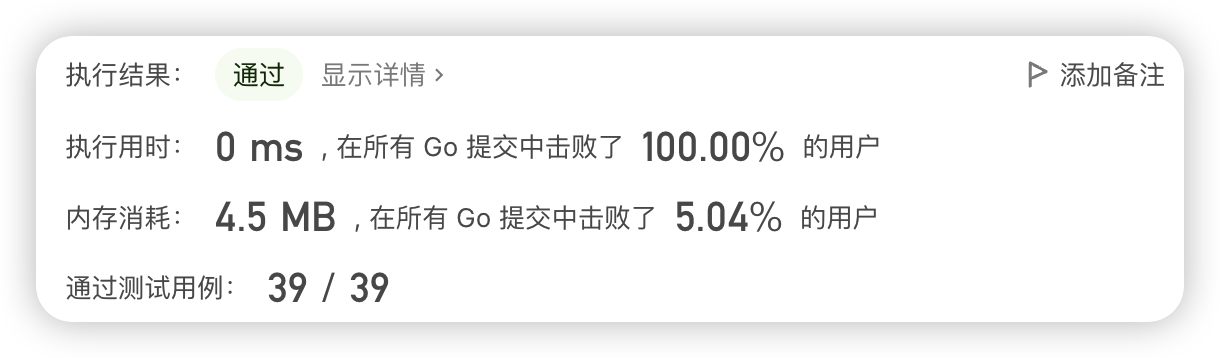 执行结果： 通过 显示详情 › 添加备注
执行用时： 0 ms , 在所有 Go 提交中击败了 100.00% 的用户
内存消耗： 4.5 MB , 在所有 Go 提交中击败了 5.04% 的用户
通过测试用例： 39 / 39